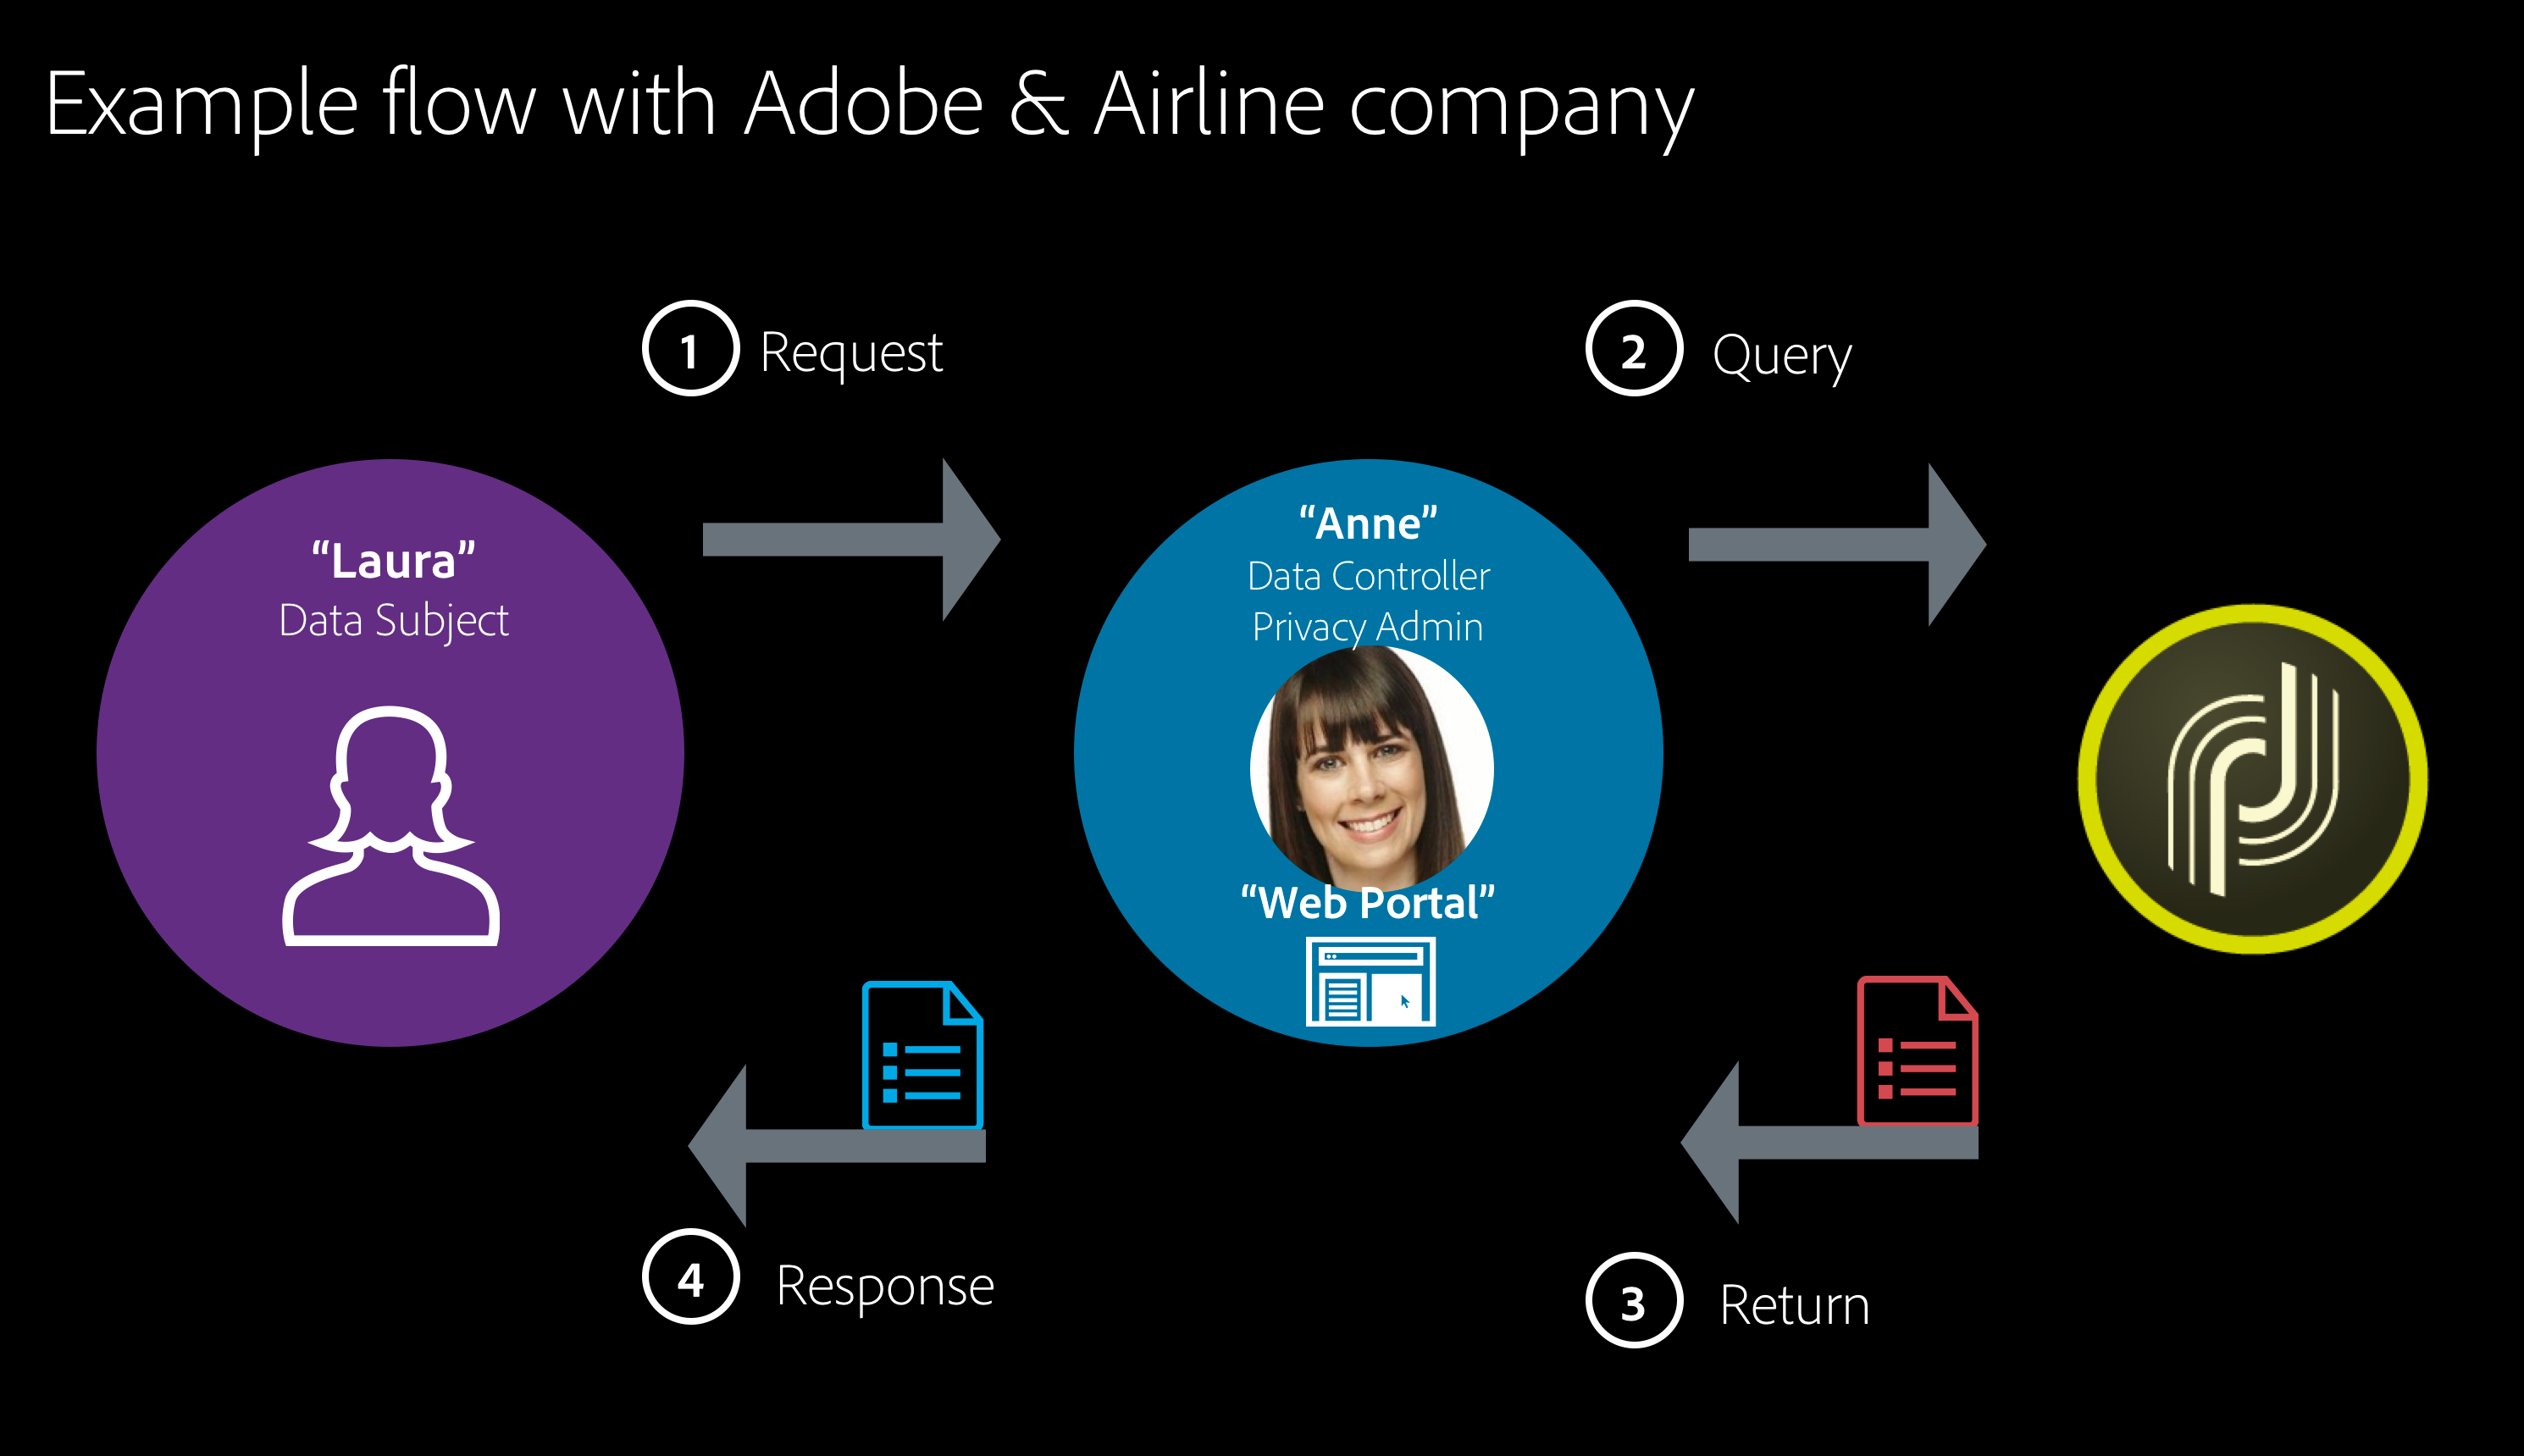 Example flow with Adobe & Airline company
1 Request
2 Query
“Laura”
Data Subject
“Anne”
Data Controller
Privacy Admin
“Web Portal”
4 Response
3 Return